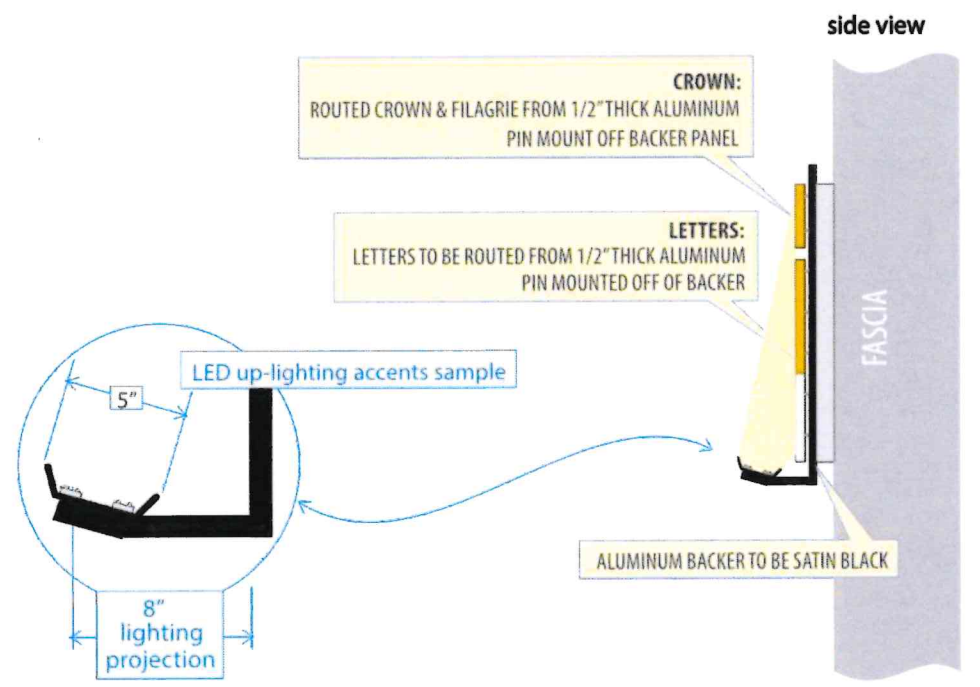 side view
CROWN:
ROUTED CROWN & FILAGRIE FROM 1/2" THICK ALUMINUM
PIN MOUNT OFF BACKER PANEL
LETTERS:
LETTERS TO BE ROUTED FROM 1/2" THICK ALUMINUM
PIN MOUNTED OFF OF BACKER
FASCIA
LED up-lighting accents sample
5"
ALUMINUM BACKER TO BE SATIN BLACK
8"
lighting
projection